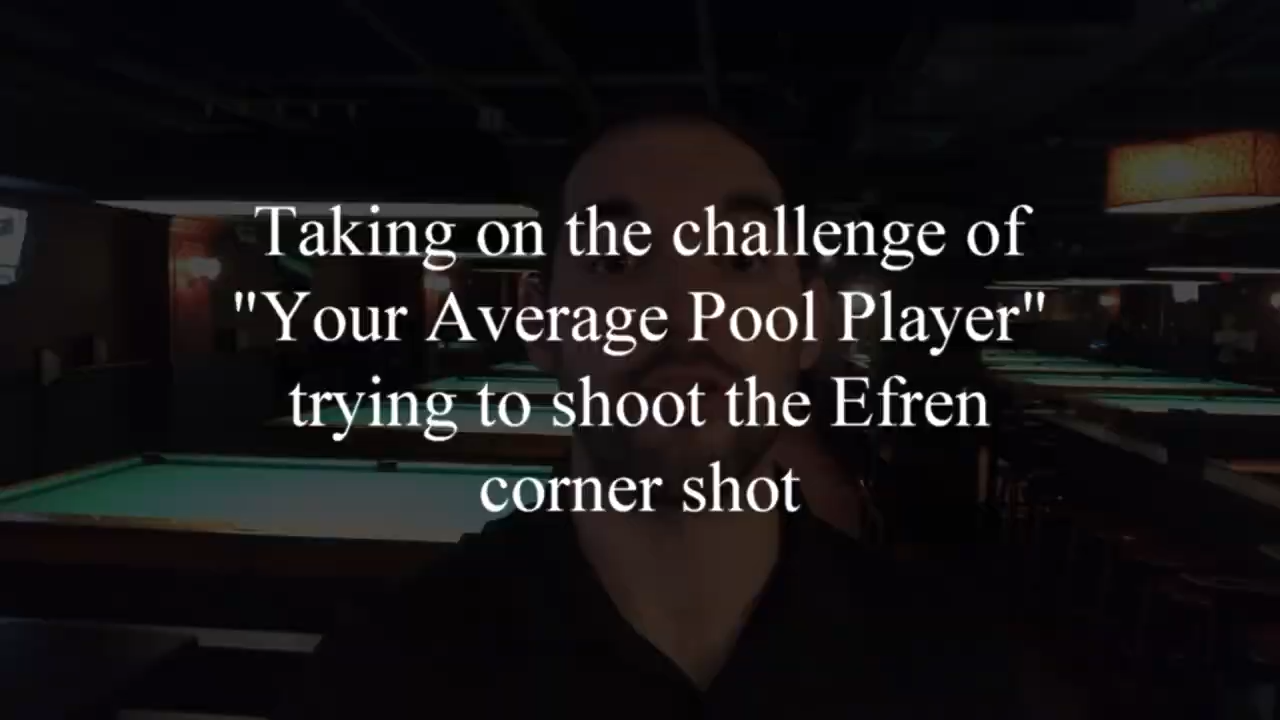 Taking on the challenge of
"Your Average Pool Player"
trying to shoot the Efren
corner shot